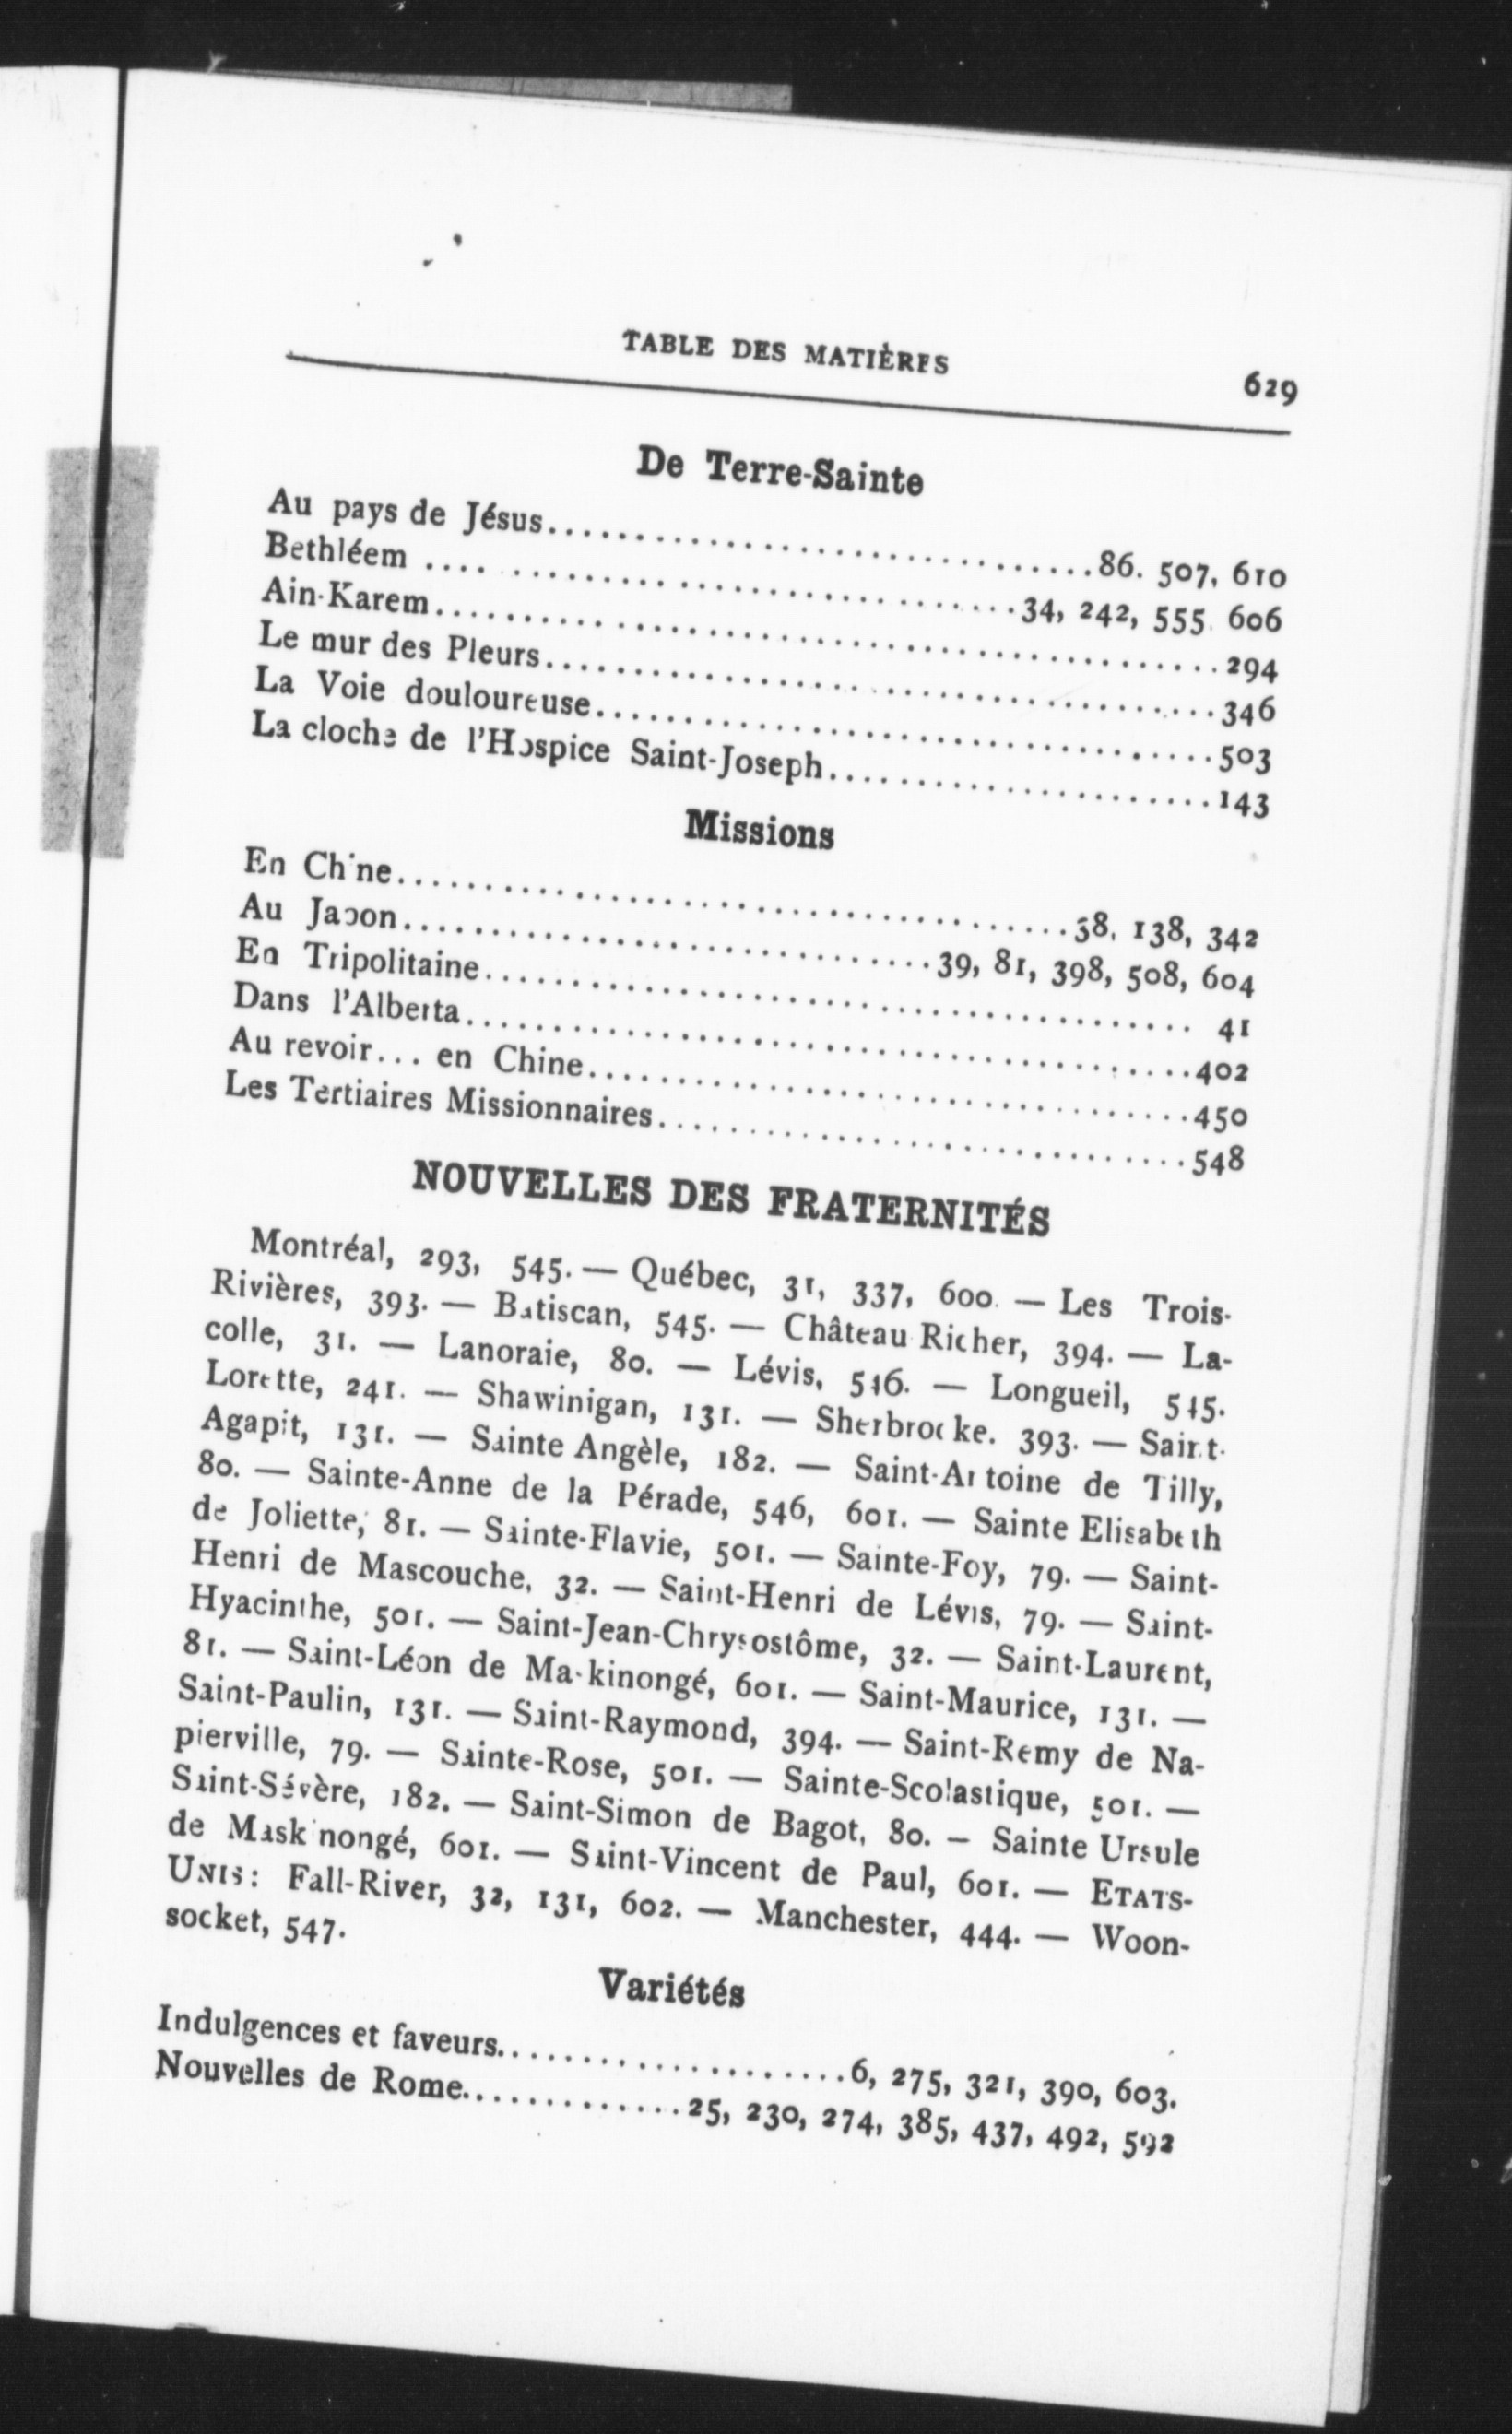 TABLE DES MATIÈRES
629
De Terre-Sainte
Au pays de Jésus..............................86. 507, 610
Bethléem ..............................34, 242, 555 606
Ain-Karem..............................294
Le mur des Pleurs..............................346
La Voie douloureuse..............................503
La cloche de l'Hospice Saint-Joseph..............................143
Missions
En Chine..............................38, 138, 342
Au Japon..............................39, 81, 398, 508, 604
En Tripolitaine.............................. 41
Dans l'Alberta..............................402
Au revoir... en Chine..............................450
Les Tertiaires Missionnaires..............................548
NOUVELLES DES FRATERNITÉS
Montréal, 293, 545. — Québec, 31, 337, 600. — Les Trois-
Rivières, 393. — Batiscan, 545. — Château Richer, 394. — La-
colle, 31. — Lanoraie, 80. — Lévis, 546. — Longueil, 545.
Lorette, 241. — Shawinigan, 131. — Sherbrocke. 393. — Saint-
Agapit, 131. — Sainte Angèle, 182. — Saint-Antoine de Tilly,
80. — Sainte-Anne de la Pérade, 546, 601. — Sainte Elisabeth
de Joliette, 81. — Sainte-Flavie, 501. — Sainte-Foy, 79. — Saint-
Henri de Mascouche, 32. — Saint-Henri de Lévis, 79. — Saint-
Hyacinthe, 501. — Saint-Jean-Chrysostôme, 32. — Saint-Laurent,
81. — Saint-Léon de Maskinongé, 601. — Saint-Maurice, 131. —
Saint-Paulin, 131. — Saint-Raymond, 394. — Saint-Remy de Na-
pierville, 79. — Sainte-Rose, 501. — Sainte-Scolastique, 501. —
Saint-Sévère, 182. — Saint-Simon de Bagot, 80. — Sainte Ursule
de Maskinongé, 601. — Saint-Vincent de Paul, 601. — ETATS-
UNIS: Fall-River, 32, 131, 602. — Manchester, 444. — Woon-
socket, 547.
Variétés
Indulgences et faveurs....................6, 275, 321, 390, 603.
Nouvelles de Rome.............25, 230, 274, 385, 437, 492, 592